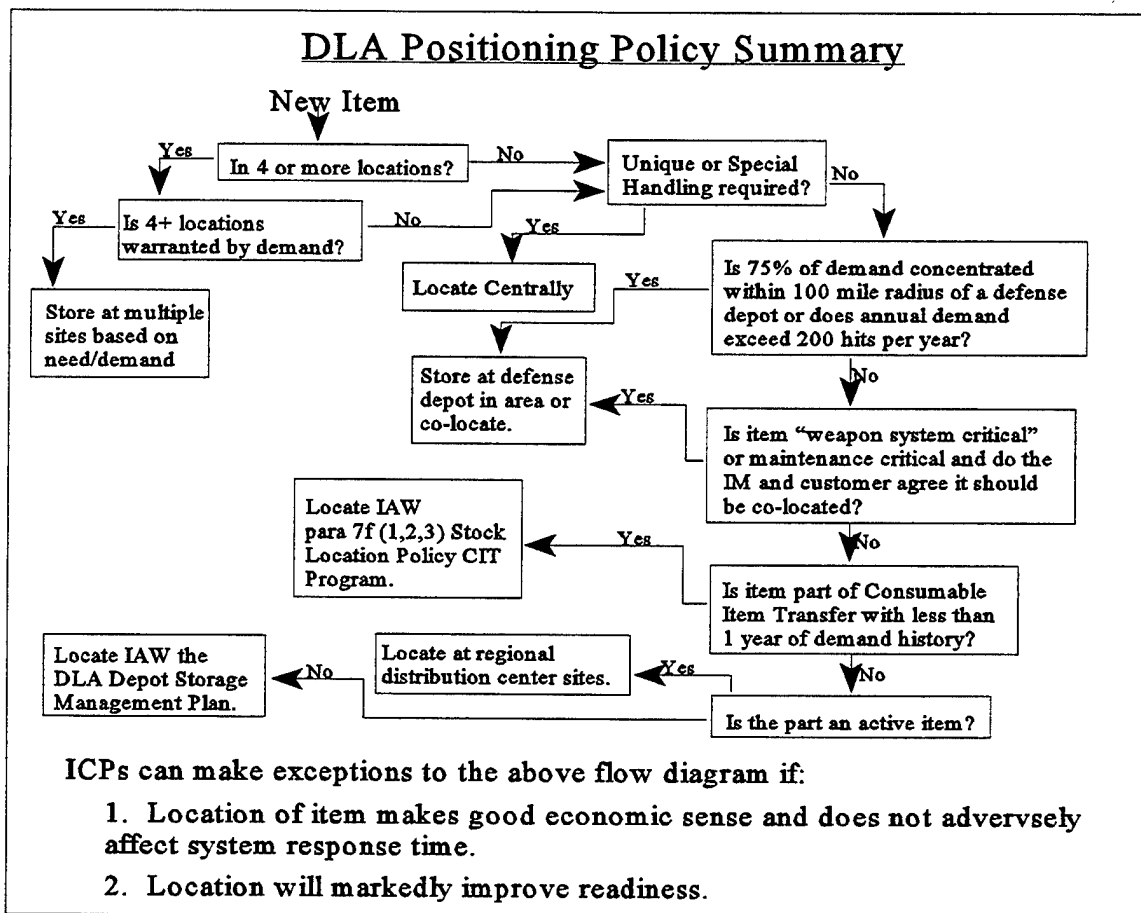 DLA Positioning Policy Summary
New Item
Yes
In 4 or more locations?
No
Unique or Special
Handling required?
No
Yes
Is 4+ locations
warranted by demand?
No
Yes
Locate Centrally
Store at multiple
sites based on
need/demand
Yes
Is 75% of demand concentrated
within 100 mile radius of a defense
depot or does annual demand
exceed 200 hits per year?
No
Store at defense
depot in area or
co-locate.
Yes
Is item “weapon system critical”
or maintenance critical and do the
IM and customer agree it should
be co-located?
No
Locate IAW
para 7f (1,2,3) Stock
Location Policy CIT
Program.
Yes
Is item part of Consumable
Item Transfer with less than
1 year of demand history?
No
Locate IAW the
DLA Depot Storage
Management Plan.
No
Locate at regional
distribution center sites.
Yes
Is the part an active item?
ICPs can make exceptions to the above flow diagram if:
1. Location of item makes good economic sense and does not advervsely
affect system response time.
2. Location will markedly improve readiness.